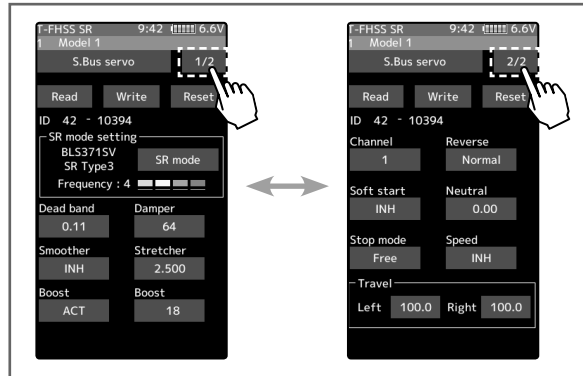 T-FHSS SR 9:42 6.6V
1 Model 1
S.Bus servo 1/2
Read Write Reset
ID 42 - 10394
SR mode setting
BLS371SV
SR Type3
SR mode
Frequency : 4
Dead band Damper
0.11 64
Smoother Stretcher
INH 2.500
Boost Boost
ACT 18
T-FHSS SR 9:42 6.6V
1 Model 1
S.Bus servo 2/2
Read Write Reset
ID 42 - 10394
Channel Reverse
1 Normal
Soft start Neutral
INH 0.00
Stop mode Speed
Free INH
Travel
Left 100.0 Right 100.0